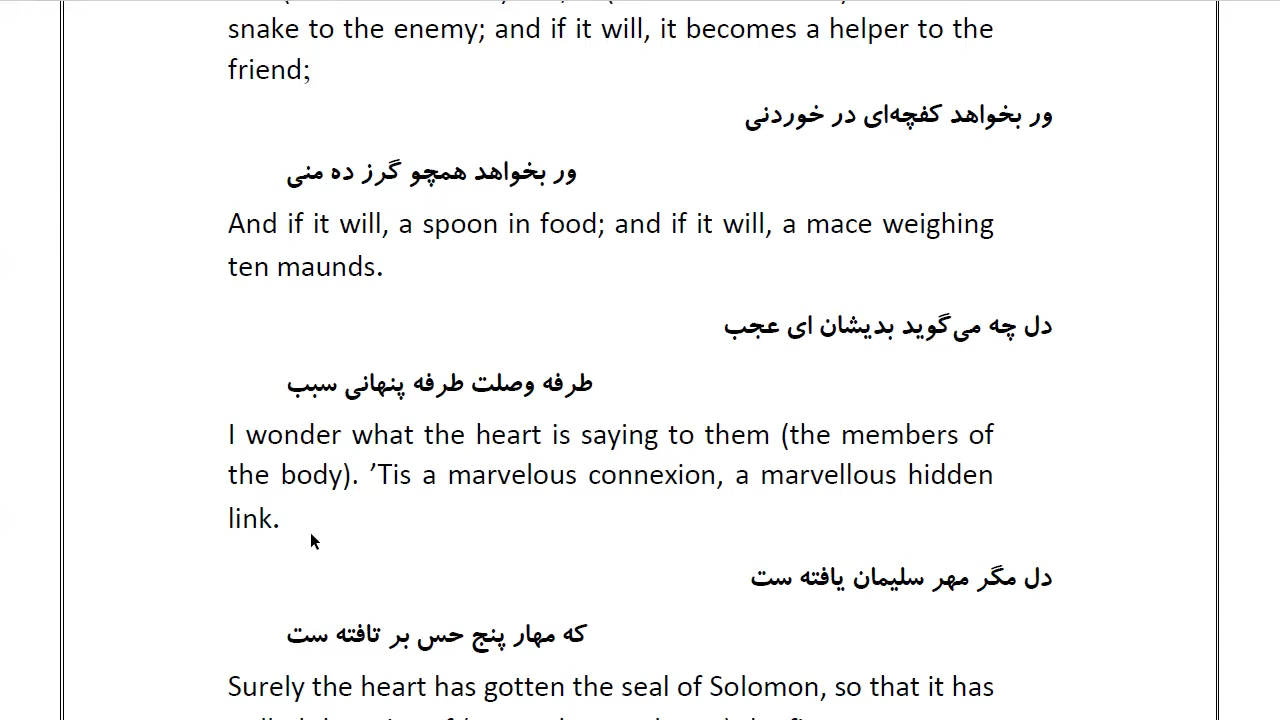 snake to the enemy; and if it will, it becomes a helper to the
friend;
ور بخواهد کفچه‌ای در خوردنی
ور بخواهد همچو گرز ده منی
And if it will, a spoon in food; and if it will, a mace weighing
ten maunds.
دل چه می‌گوید بدیشان ای عجب
طرفه وصلت طرفه پنهانی سبب
I wonder what the heart is saying to them (the members of
the body). ’Tis a marvelous connexion, a marvellous hidden
link.
دل مگر مهر سلیمان یافته ست
که مهار پنج حس بر تافته ست
Surely the heart has gotten the seal of Solomon, so that it has